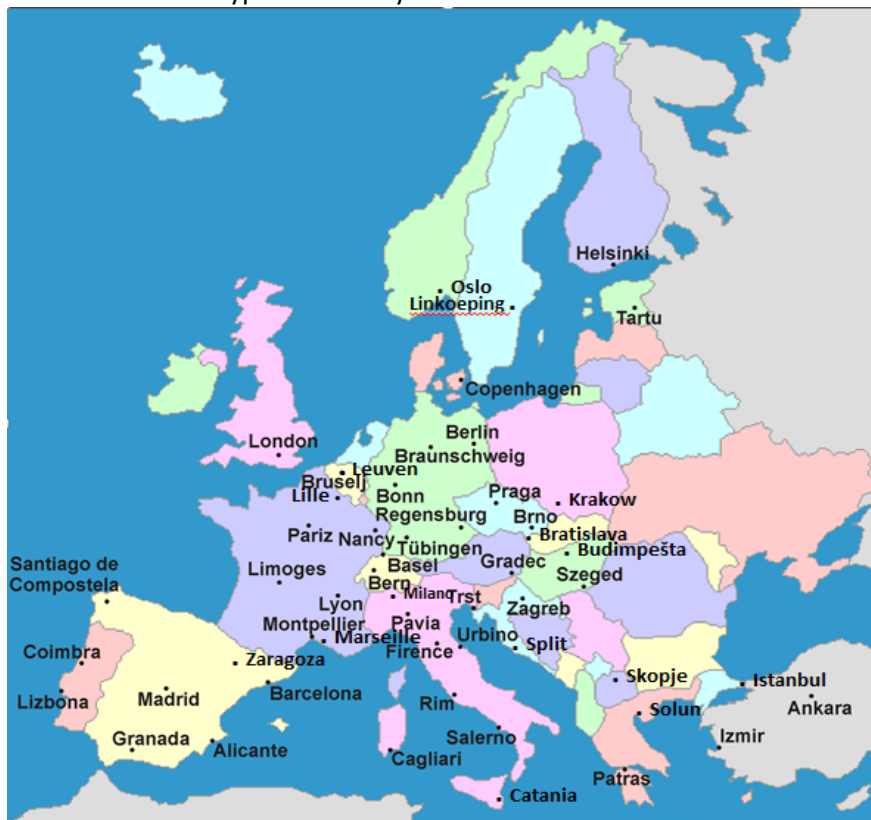 Helsinki
Oslo
Linkoeping
Tartu
Copenhagen
London
Berlin
Braunschweig
Leuven
Bruselj
Lille
Bonn
Praga
Krakow
Regensburg
Brno
Pariz
Nancy
Bratislava
Tübingen
Budimpešta
Santiago de
Compostela
Limoges
Basel
Gradec
Bern
Szeged
Lyon
Milano
Trst
Zagreb
Montpellier
Pavia
Marseille
Urbino
Split
Firence
Coimbra
Zaragoza
Skopje
Istanbul
Lizbona
Madrid
Barcelona
Rim
Ankara
Solun
Granada
Alicante
Salerno
Izmir
Cagliari
Patras
Catania